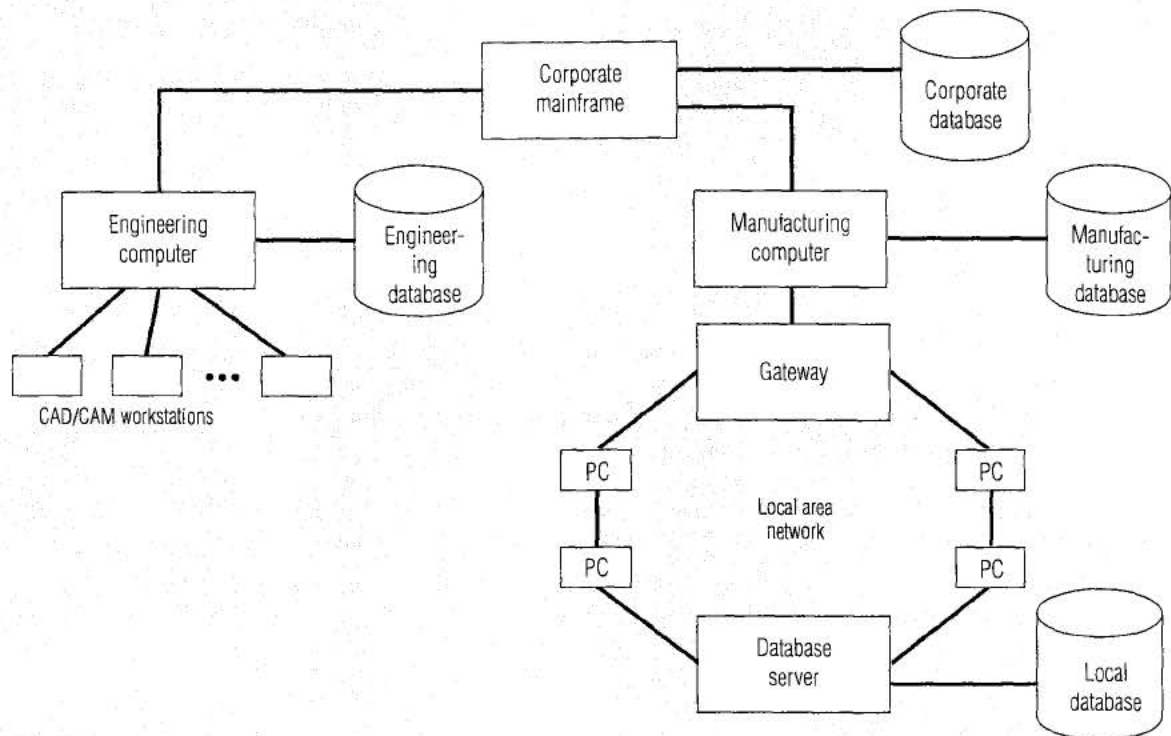 Corporate
mainframe
Corporate
database
Engineering
computer
Engineer-
ing
database
Manufacturing
computer
Manufac-
turing
database
CAD/CAM workstations
Gateway
PC
PC
Local area
network
PC
PC
Database
server
Local
database